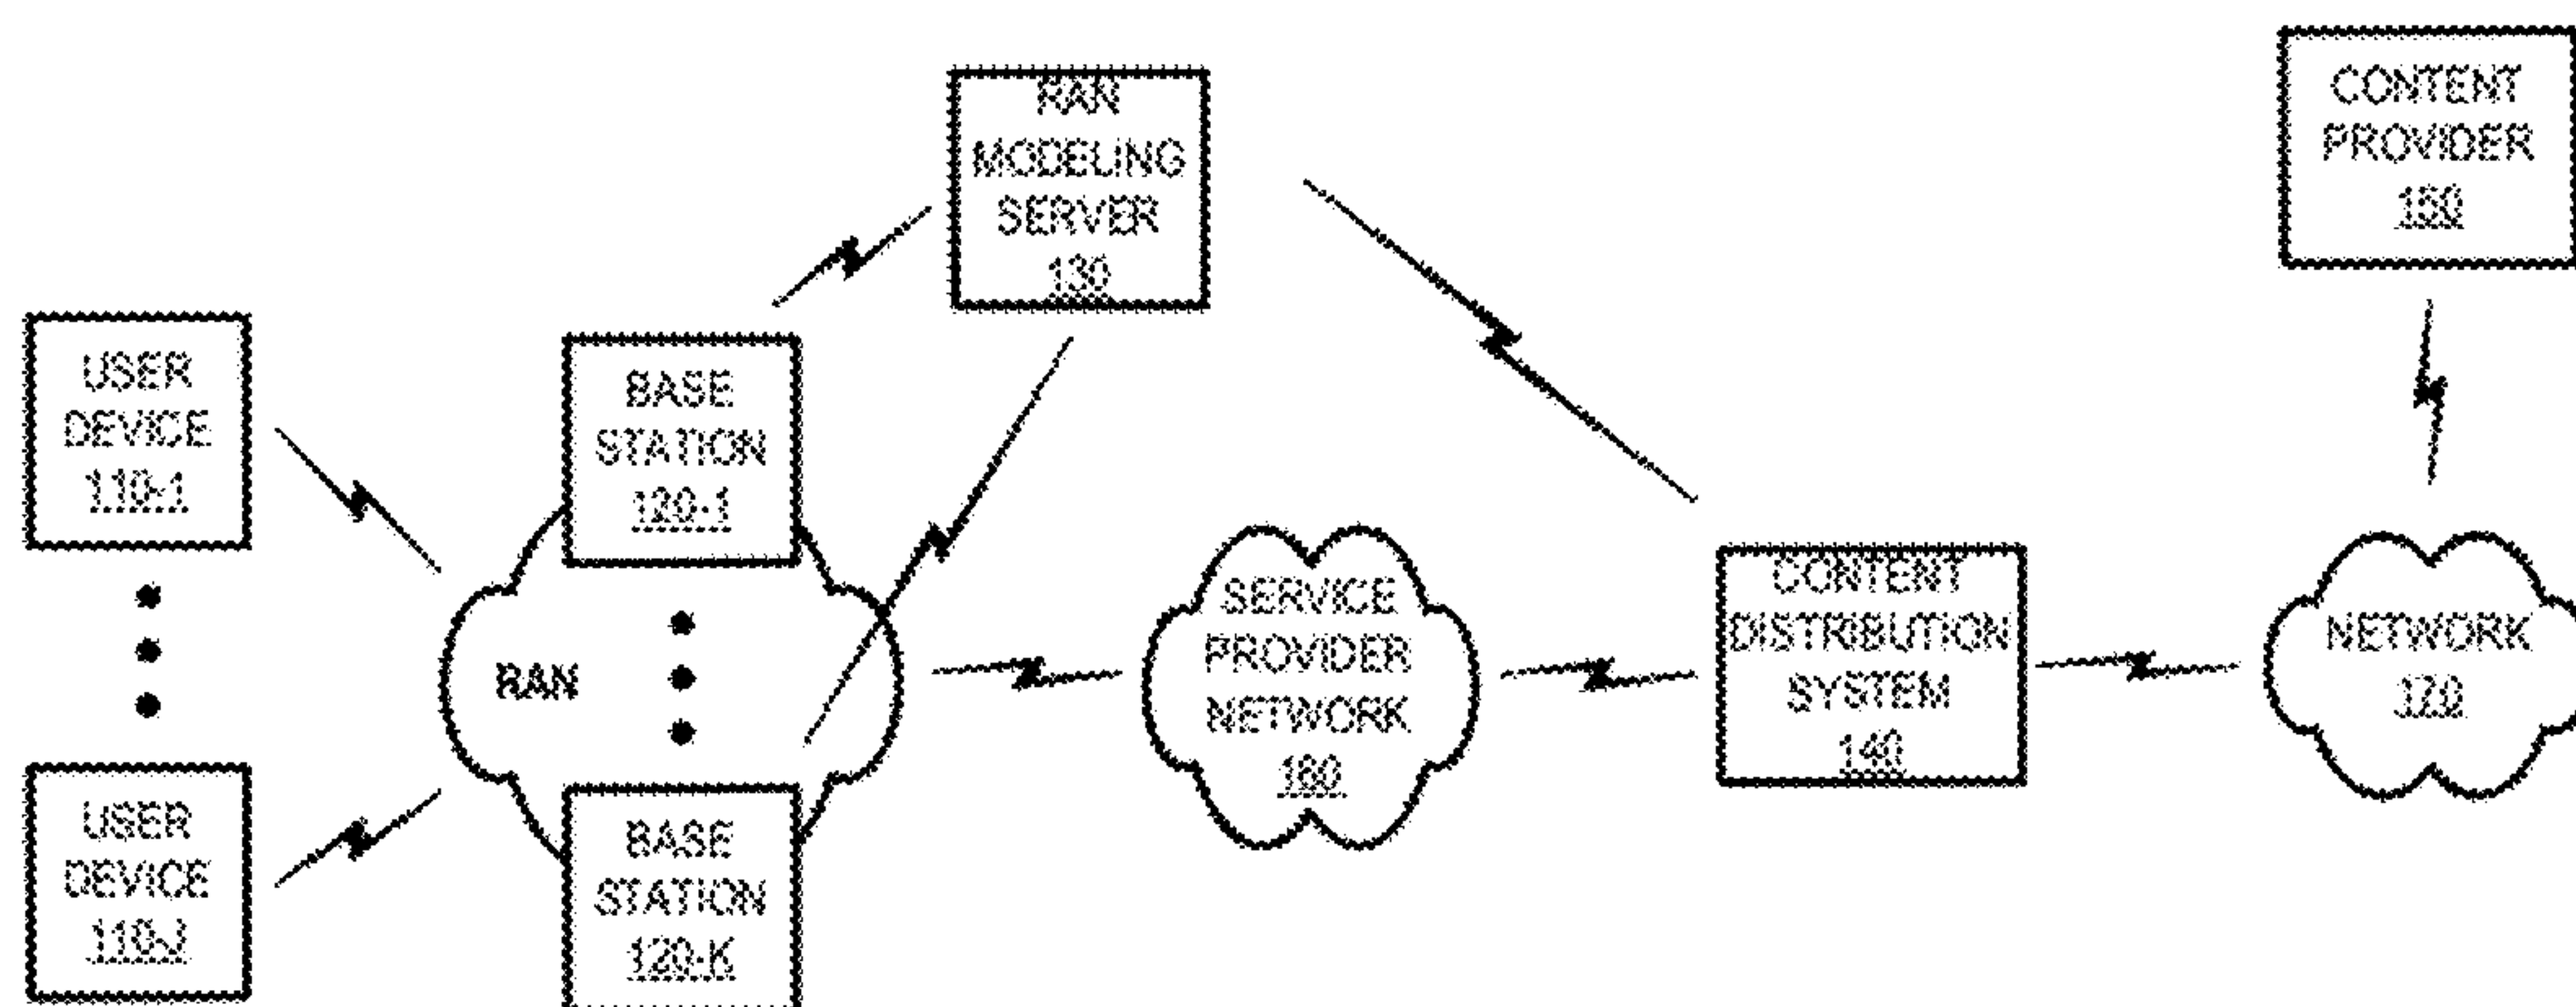 RAN
MODELING
SERVER
130
CONTENT
PROVIDER
150
USER
DEVICE
110-1
BASE
STATION
120-1
RAN
SERVICE
PROVIDER
NETWORK
160
CONTENT
DISTRIBUTION
SYSTEM
140
NETWORK
170
USER
DEVICE
110-J
BASE
STATION
120-K